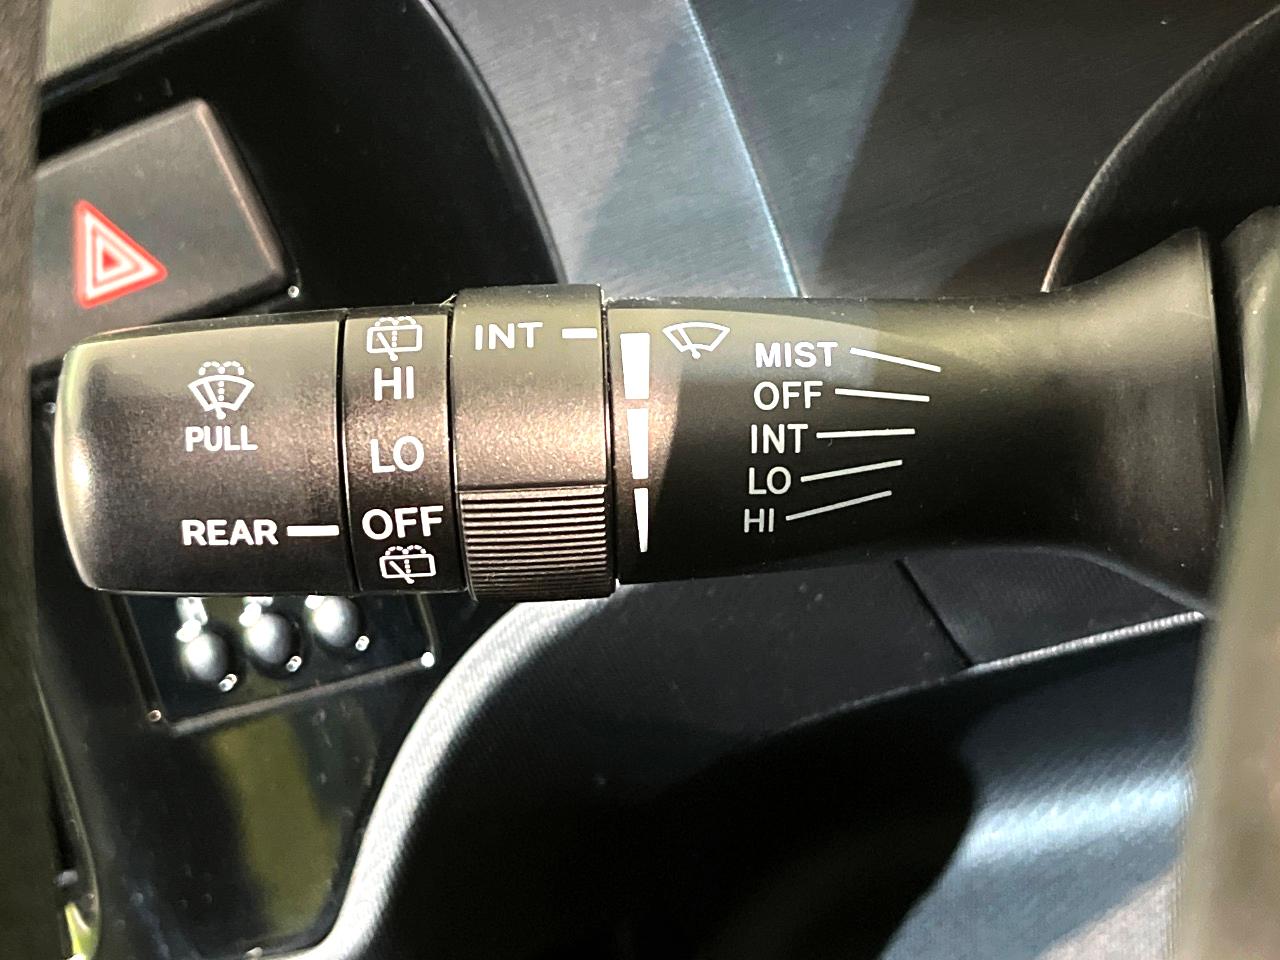 PULL
REAR
HI
LO
OFF
INT
MIST
OFF
INT
LO
HI